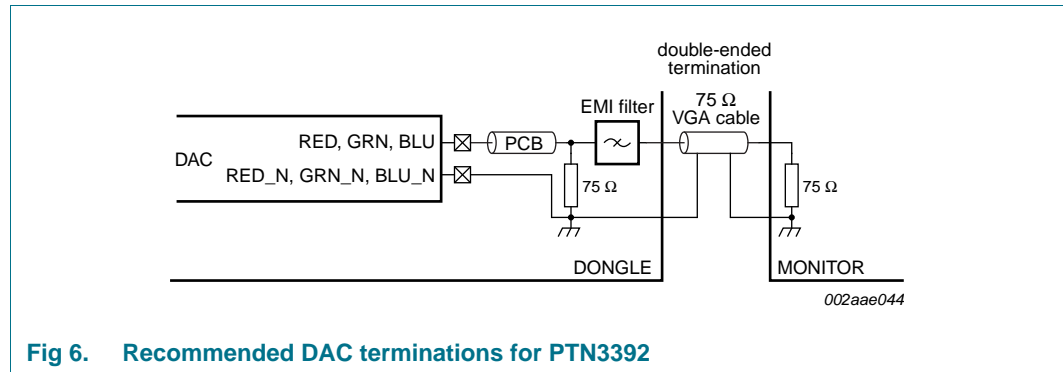 double-ended
termination
EMI filter
75 Ω
VGA cable
RED, GRN, BLU
PCB
DAC
RED_N, GRN_N, BLU_N
75 Ω
75 Ω
DONGLE
MONITOR
002aae044
Fig 6. Recommended DAC terminations for PTN3392